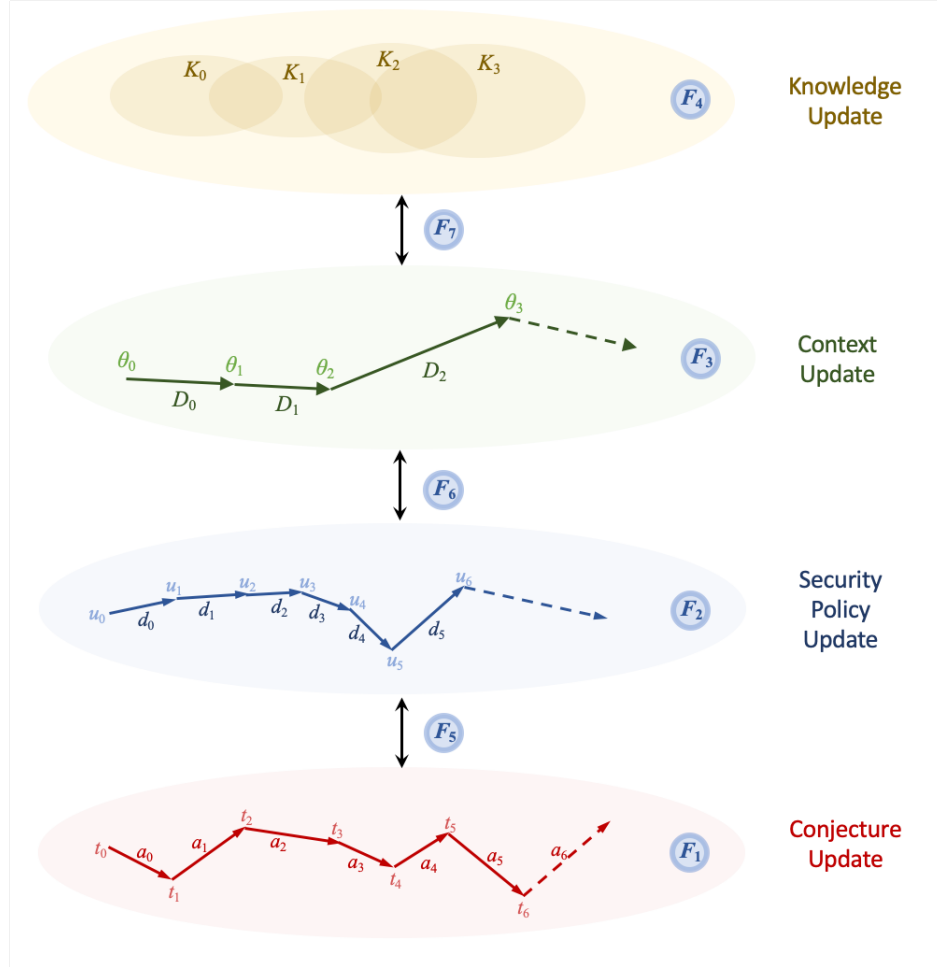 K₀ K₁ K₂ K₃
F₄
Knowledge
Update
F₇
θ₀ θ₁ θ₂ θ₃
D₀ D₁ D₂
F₃
Context
Update
F₆
u₀ u₁ u₂ u₃ u₄ u₅ u₆
d₀ d₁ d₂ d₃ d₄ d₅
F₂
Security
Policy
Update
F₅
t₀ t₁ t₂ t₃ t₄ t₅ t₆
a₀ a₁ a₂ a₃ a₄ a₅ a₆
F₁
Conjecture
Update